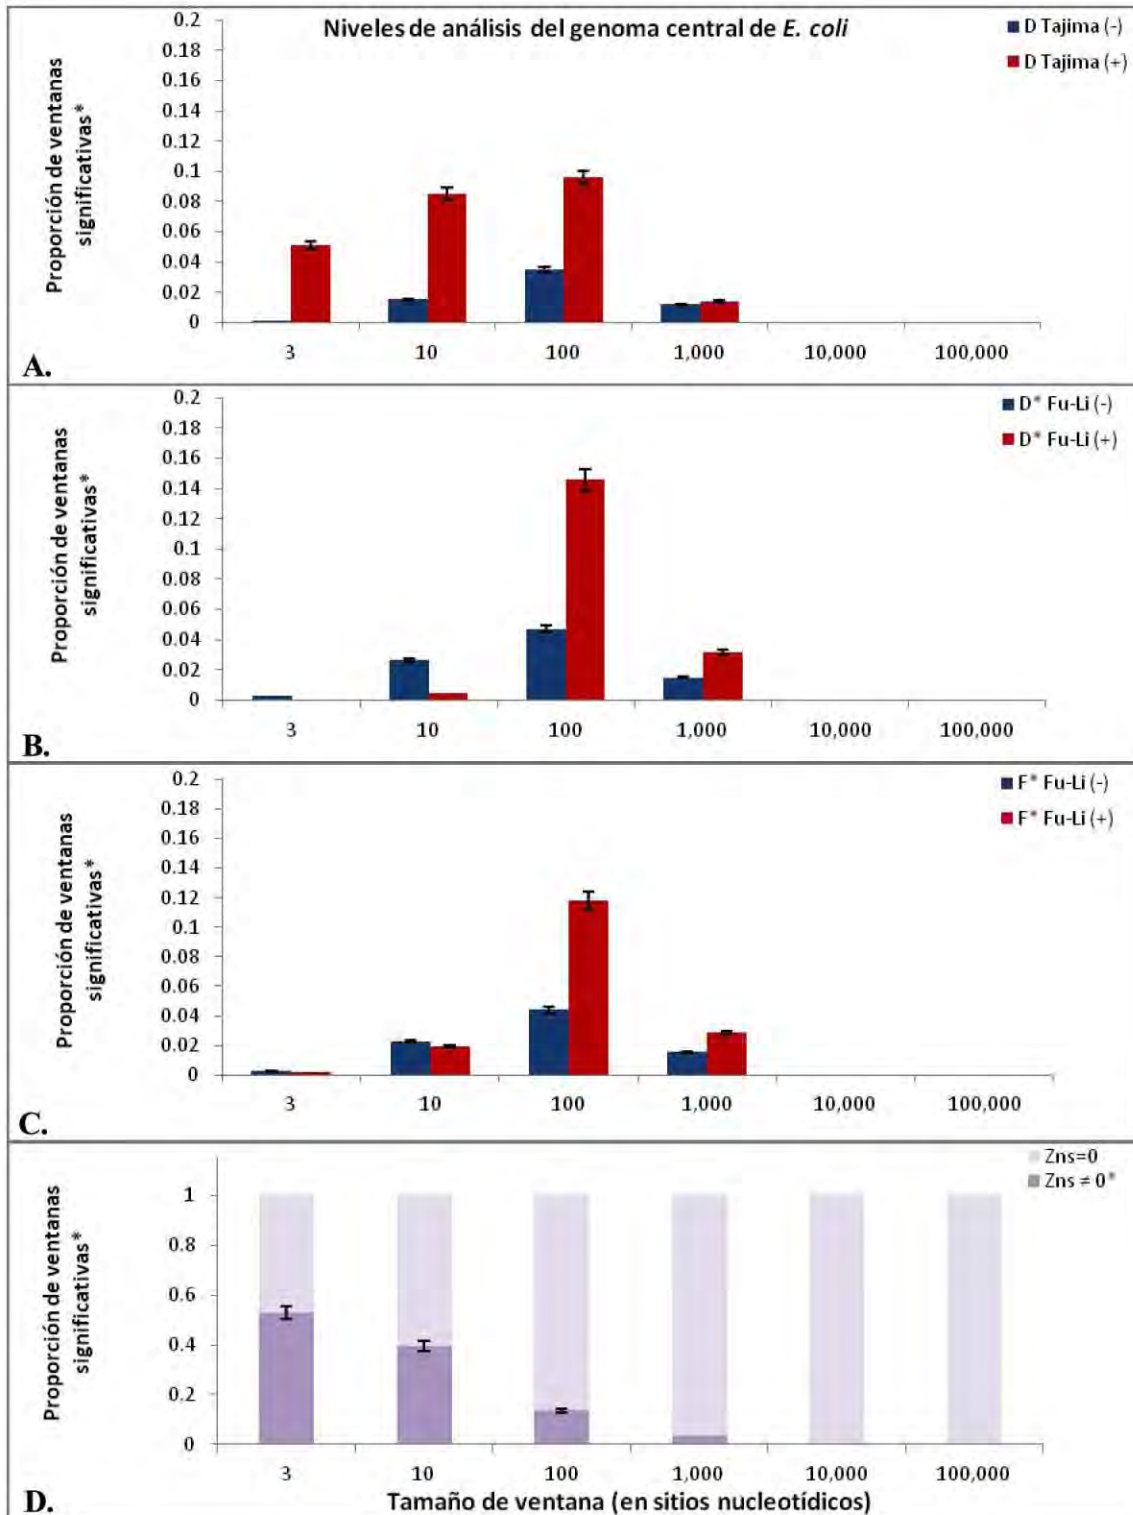 Niveles de análisis del genoma central de E. coli
D Tajima (-)
D Tajima (+)
Proporción de ventanas
significativas*
0.2
0.18
0.16
0.14
0.12
0.1
0.08
0.06
0.04
0.02
0
3 10 100 1,000 10,000 100,000
A.
D* Fu-Li (-)
D* Fu-Li (+)
Proporción de ventanas
significativas*
0.2
0.18
0.16
0.14
0.12
0.1
0.08
0.06
0.04
0.02
0
3 10 100 1,000 10,000 100,000
B.
F* Fu-Li (-)
F* Fu-Li (+)
Proporción de ventanas
significativas*
0.2
0.18
0.16
0.14
0.12
0.1
0.08
0.06
0.04
0.02
0
3 10 100 1,000 10,000 100,000
C.
Zns=0
Zns ≠ 0*
Proporción de ventanas
significativas*
1
0.8
0.6
0.4
0.2
0
3 10 100 1,000 10,000 100,000
D.
Tamaño de ventana (en sitios nucleotídicos)